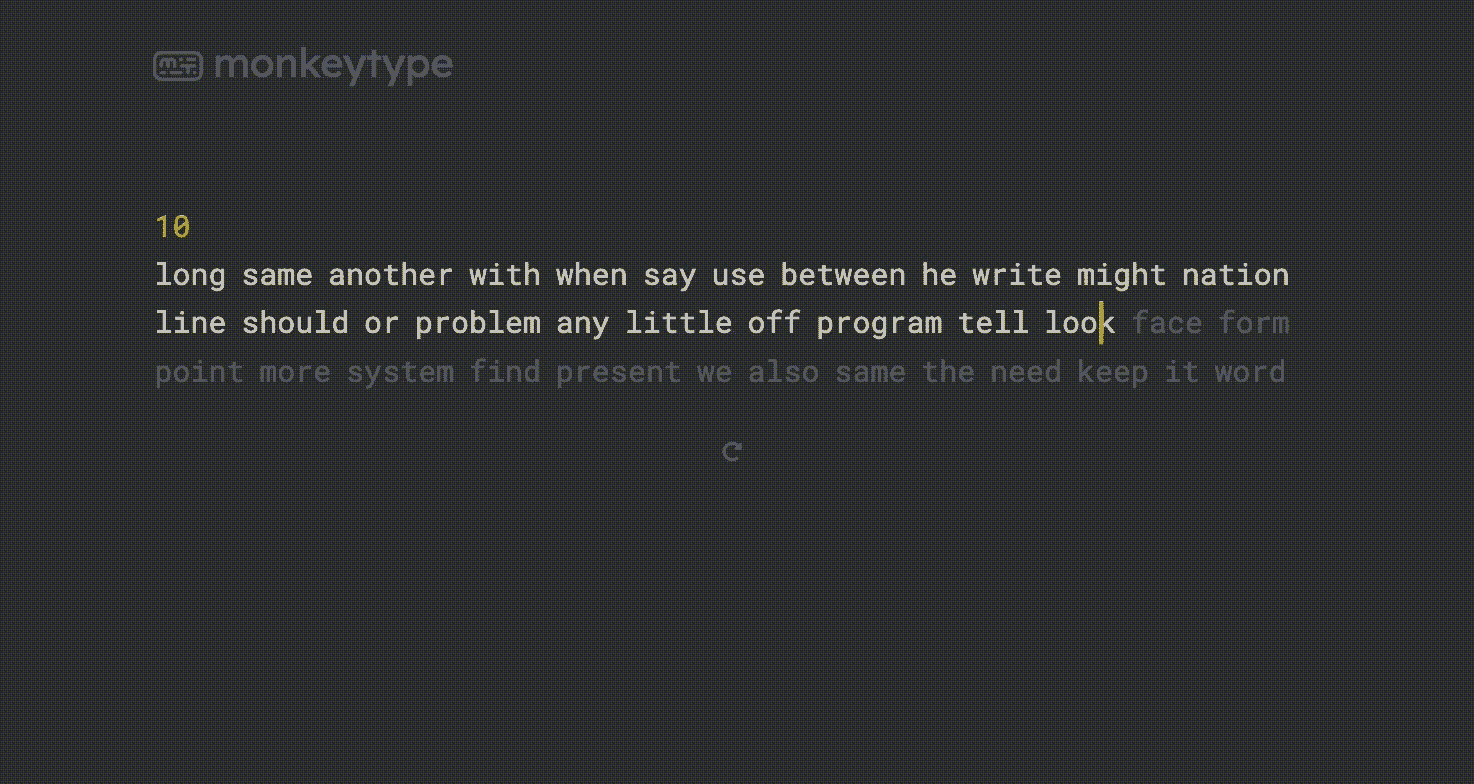 monkeytype
10
long same another with when say use between he write might nation
line should or problem any little off program tell look face form
point more system find present we also same the need keep it word